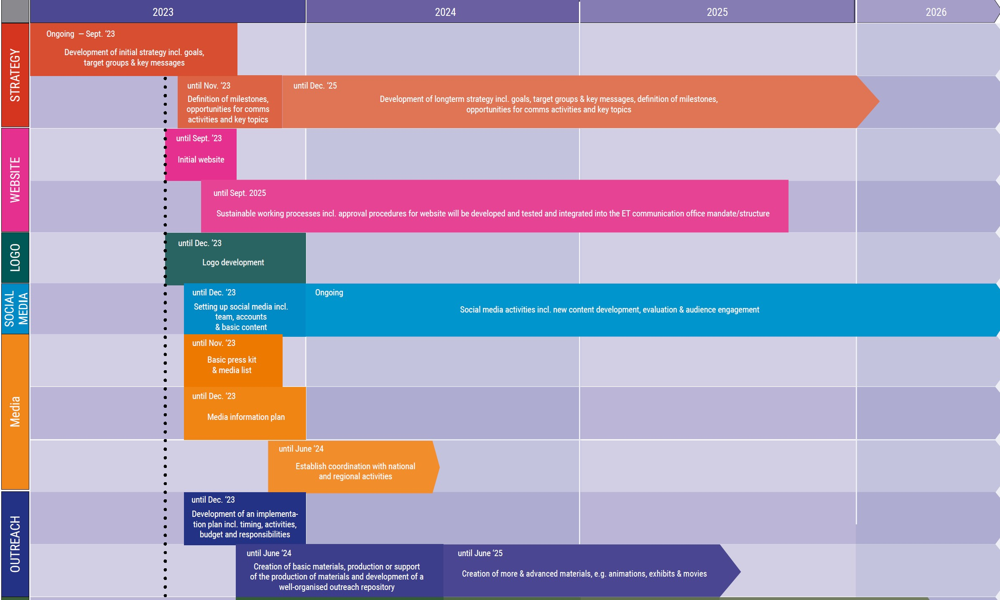 2023
2024
2025
2026
STRATEGY
Ongoing – Sept. ‘23
Development of initial strategy incl. goals,
target groups & key messages
until Nov. ‘23
Definition of milestones,
opportunities for comms
activities and key topics
until Dec. ‘25
Development of longterm strategy incl. goals, target groups & key messages, definition of milestones,
opportunities for comms activities and key topics
WEBSITE
until Sept. ’23
Initial website
until Sept. 2025
Sustainable working processes incl. approval procedures for website will be developed and tested and integrated into the ET communication office mandate/structure
LOGO
until Dec. ’23
Logo development
SOCIAL
MEDIA
until Dec. ‘23
Setting up social media incl.
team, accounts
& basic content
Ongoing
Social media activities incl. new content development, evaluation & audience engagement
Media
until Nov. ‘23
Basic press kit
& media list
until Dec. ‘23
Media information plan
until June ‘24
Establish coordination with national
and regional activities
OUTREACH
until Dec. ‘23
Development of an implementa-
tion plan incl. timing, activities,
budget and responsibilities
until June ‘24
Creation of basic materials, production or support
of the production of materials and development of a
well-organised outreach repository
until June ‘25
Creation of more & advanced materials, e.g. animations, exhibits & movies